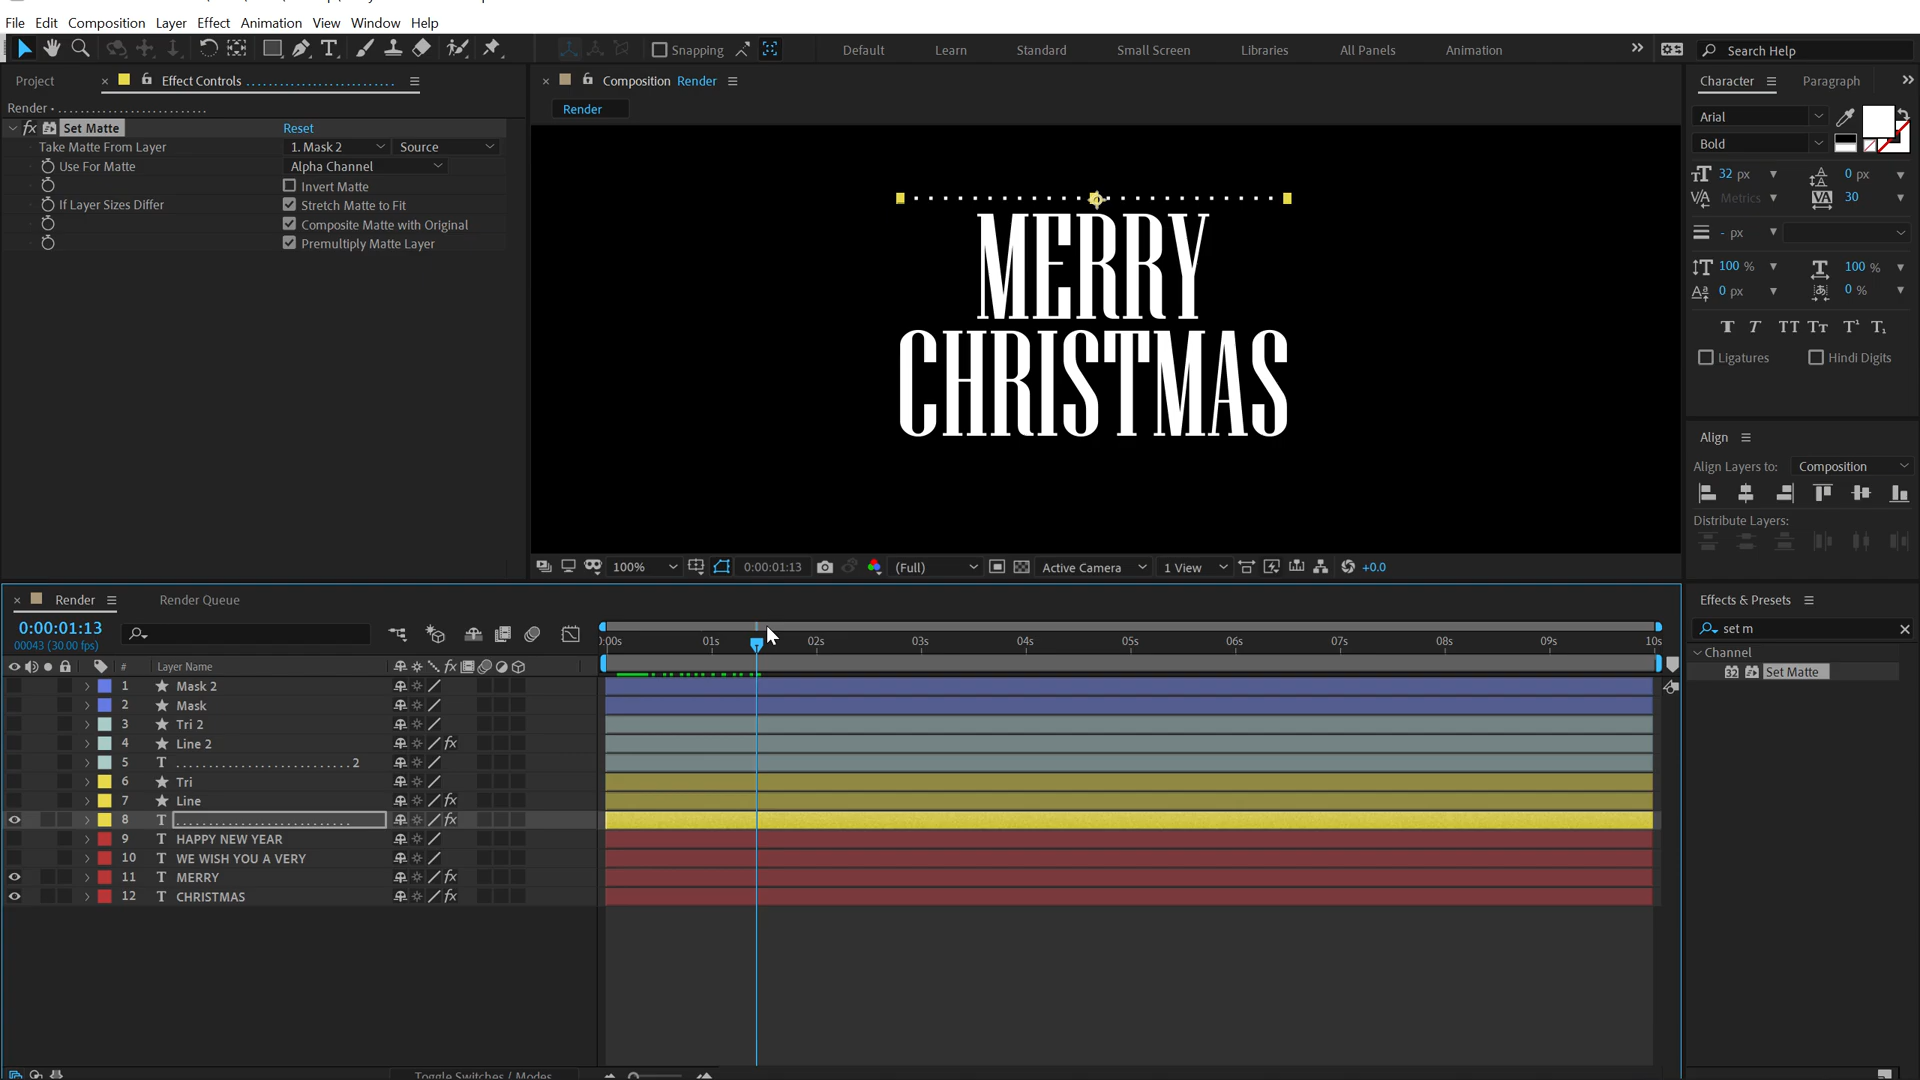 File Edit Composition Layer Effect Animation View Window Help
Snapping Default Learn Standard Small Screen Libraries All Panels Animation Search Help
Project Effect Controls ............................
Render • ............................
Set Matte Reset
Take Matte From Layer 1. Mask 2 Source
Use For Matte Alpha Channel
Invert Matte
If Layer Sizes Differ Stretch Matte to Fit
Composite Matte with Original
Premultiply Matte Layer
Composition Render
Render
MERRY
CHRISTMAS
100% 0:00:01:13 (Full) Active Camera 1 View +0.0
Character Paragraph
Arial
Bold
32 px 0 px
Metrics 30
- px
100 % 100 %
0 px 0 %
Ligatures Hindi Digits
Align
Align Layers to: Composition
Distribute Layers:
Effects & Presets
set m
Channel
32 Set Matte
Render Render Queue
0:00:01:13
00043 (30.00 fps)
:00s 01s 02s 03s 04s 05s 06s 07s 08s 09s 10s
# Layer Name
1 Mask 2
2 Mask
3 Tri 2
4 Line 2
5 T ............................2
6 Tri
7 Line
8 T ............................
9 T HAPPY NEW YEAR
10 T WE WISH YOU A VERY
11 T MERRY
12 T CHRISTMAS
Toggle Switches / Modes